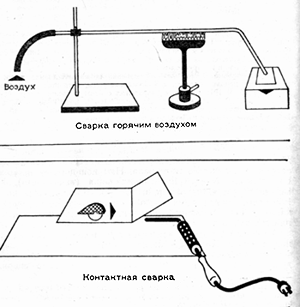 Воздух
Сварка горячим воздухом
Контактная сварка